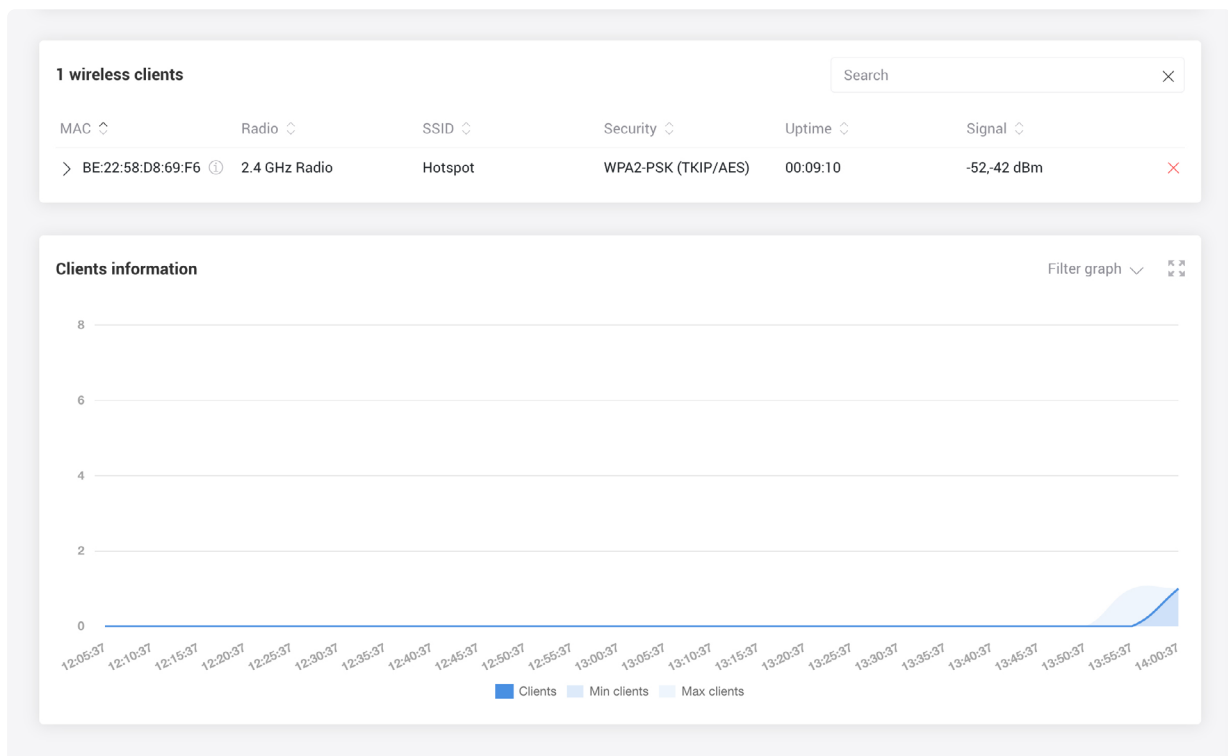 1 wireless clients
Search
MAC Radio SSID Security Uptime Signal
BE:22:58:D8:69:F6 2.4 GHz Radio Hotspot WPA2-PSK (TKIP/AES) 00:09:10 -52,-42 dBm
Clients information
Filter graph
8
6
4
2
0
12:05:37 12:10:37 12:15:37 12:20:37 12:25:37 12:30:37 12:35:37 12:40:37 12:45:37 12:50:37 12:55:37 13:00:37 13:05:37 13:10:37 13:15:37 13:20:37 13:25:37 13:30:37 13:35:37 13:40:37 13:45:37 13:50:37 13:55:37 14:00:37
Clients Min clients Max clients